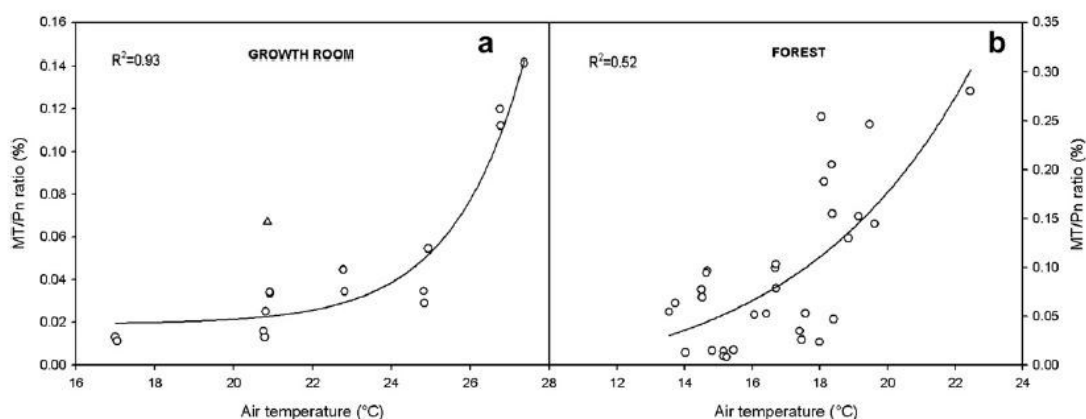 0.16
0.14
0.12
0.10
0.08
0.06
0.04
0.02
0.00
MT/Pn ratio (%)
R²=0.93
GROWTH ROOM
a
16 18 20 22 24 26 28
Air temperature (°C)
R²=0.52
FOREST
b
12 14 16 18 20 22 24
Air temperature (°C)
0.35
0.30
0.25
0.20
0.15
0.10
0.05
0.00
MT/Pn ratio (%)